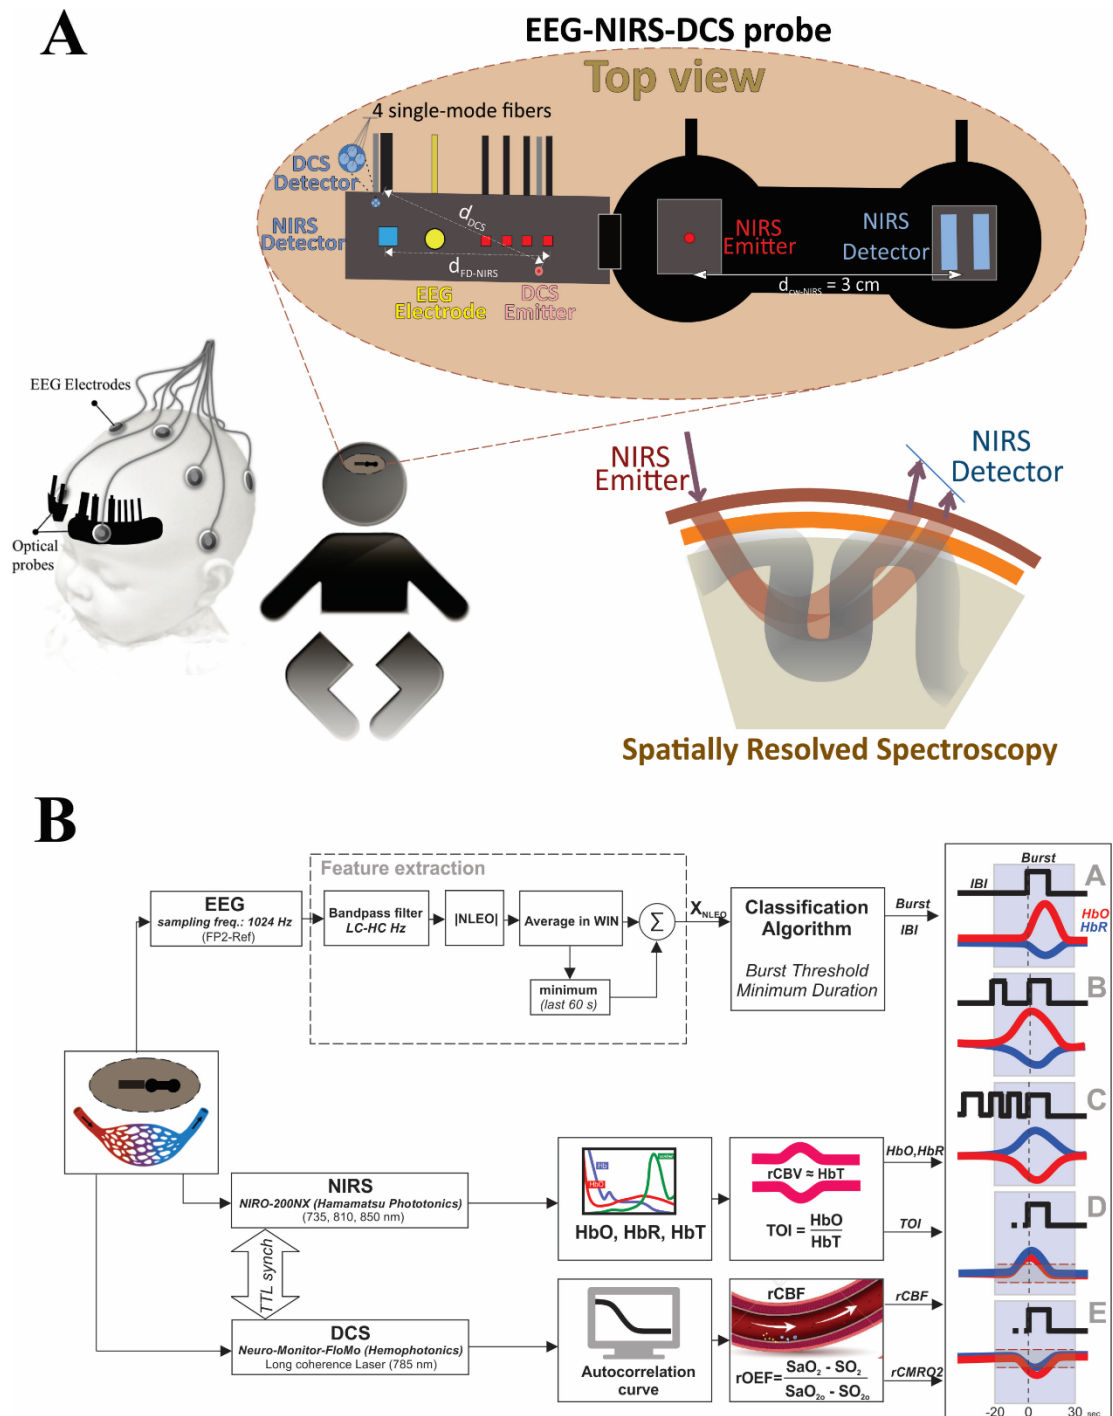 A
EEG-NIRS-DCS probe
Top view
4 single-mode fibers
DCS
Detector
NIRS
Detector
d_DCS
d_FD-NIRS
EEG
Electrode
DCS
Emitter
NIRS
Emitter
NIRS
Detector
d_cw-NIRS = 3 cm
EEG Electrodes
Optical
probes
NIRS
Emitter
NIRS
Detector
Spatially Resolved Spectroscopy
B
Feature extraction
EEG
sampling freq.: 1024 Hz
(FP2-Ref)
Bandpass filter
LC-HC Hz
|NLEO|
Average in WIN
Σ
minimum
(last 60 s)
X_NLEO
Classification
Algorithm
Burst Threshold
Minimum Duration
Burst
IBI
NIRS
NIRO-200NX (Hamamatsu Phototonics)
(735, 810, 850 nm)
TTL synch
DCS
Neuro-Monitor-FloMo (Hemophotonics)
Long coherence Laser (785 nm)
Hb
HbO
HbO, HbR, HbT
rCBV ≈ HbT
TOI = HbO / HbT
HbO,HbR
TOI
Autocorrelation
curve
rCBF
rOEF= SaO₂ - SO₂ / SaO₂ₒ - SO₂ₒ
rCBF
rCMRO2
A
Burst
IBI
HbO
HbR
B
C
D
E
-20 0 30 sec